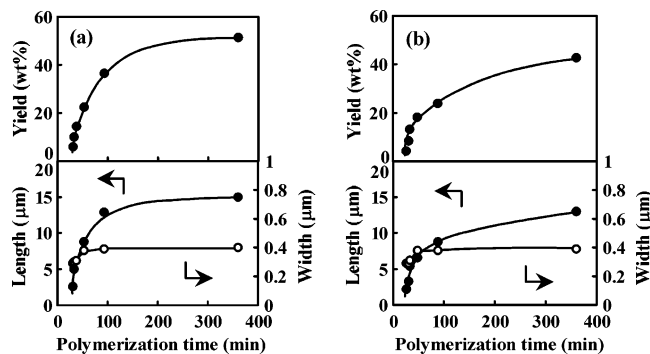 (a)
Yield (wt%)
60
40
20
0
Length (μm)
20
15
10
5
0
1
0.8
0.6
0.4
0.2
0
Width (μm)
0 100 200 300 400
Polymerization time (min)
(b)
Yield (wt%)
60
40
20
0
Length (μm)
20
15
10
5
0
1
0.8
0.6
0.4
0.2
0
Width (μm)
0 100 200 300 400
Polymerization time (min)